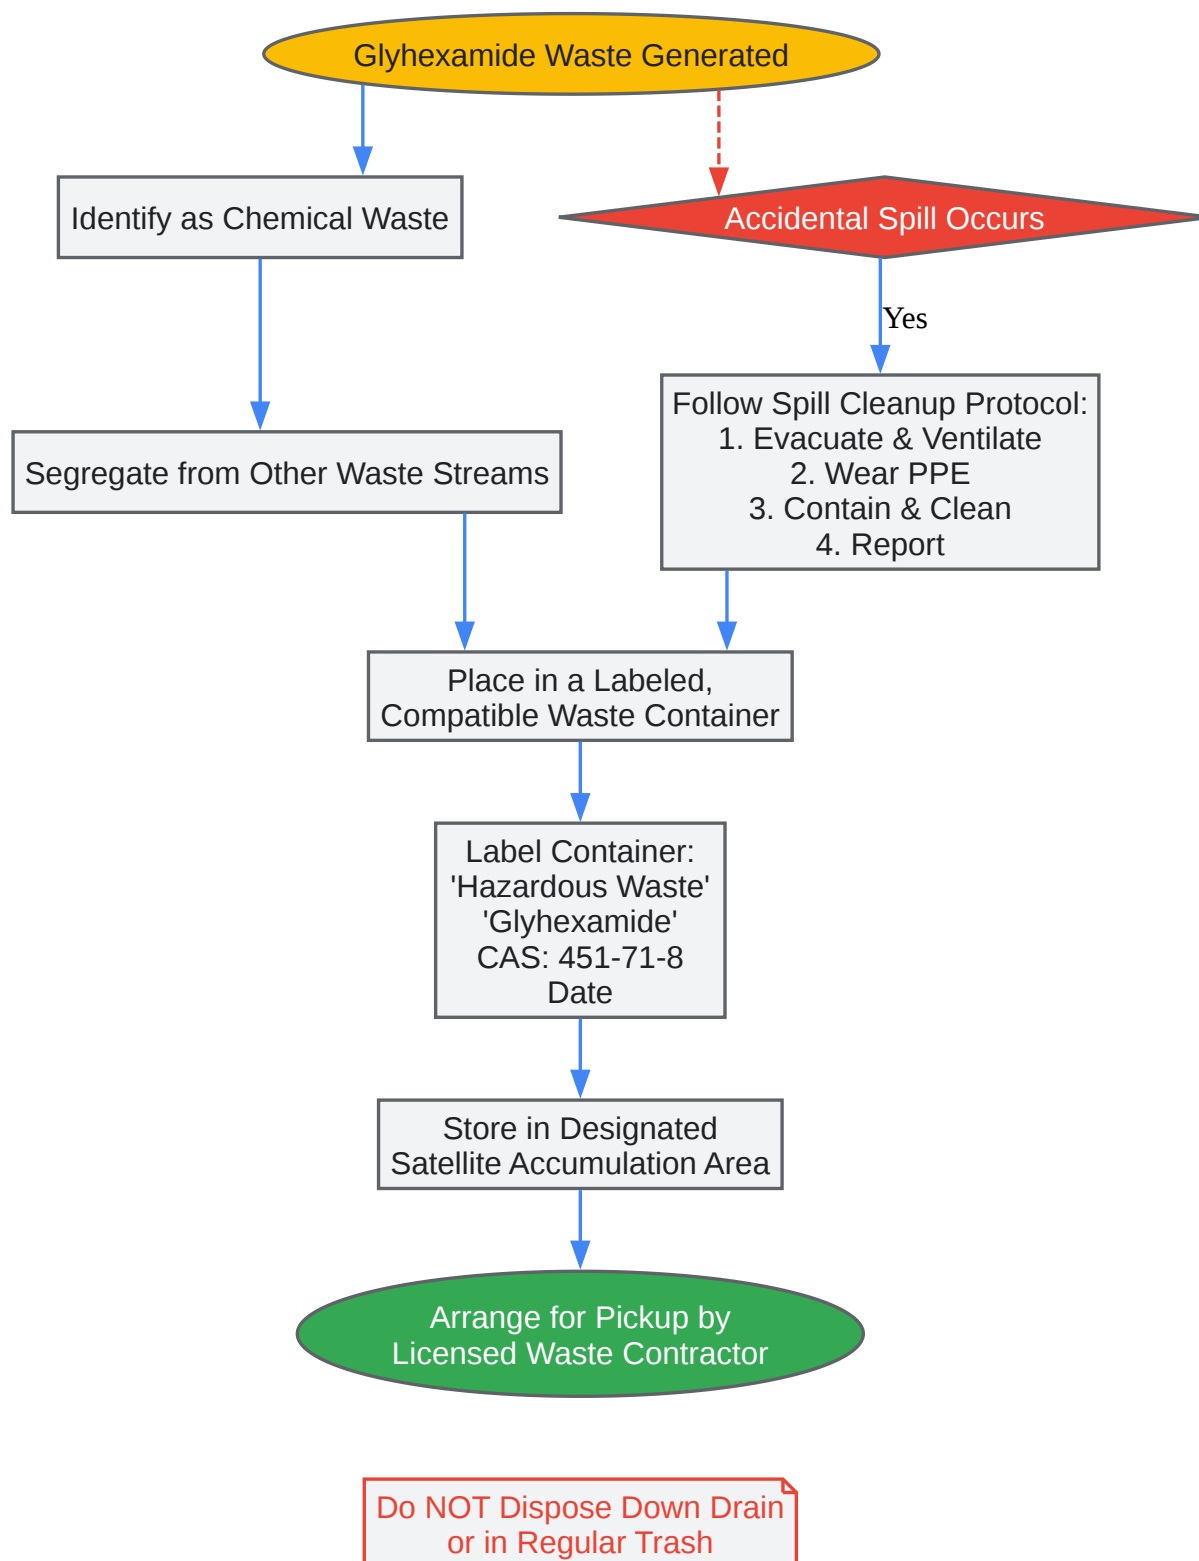 Glyhexamide Waste Generated
Identify as Chemical Waste
Accidental Spill Occurs
Yes
Segregate from Other Waste Streams
Follow Spill Cleanup Protocol:
1. Evacuate & Ventilate
2. Wear PPE
3. Contain & Clean
4. Report
Place in a Labeled,
Compatible Waste Container
Label Container:
'Hazardous Waste'
'Glyhexamide'
CAS: 451-71-8
Date
Store in Designated
Satellite Accumulation Area
Arrange for Pickup by
Licensed Waste Contractor
Do NOT Dispose Down Drain
or in Regular Trash